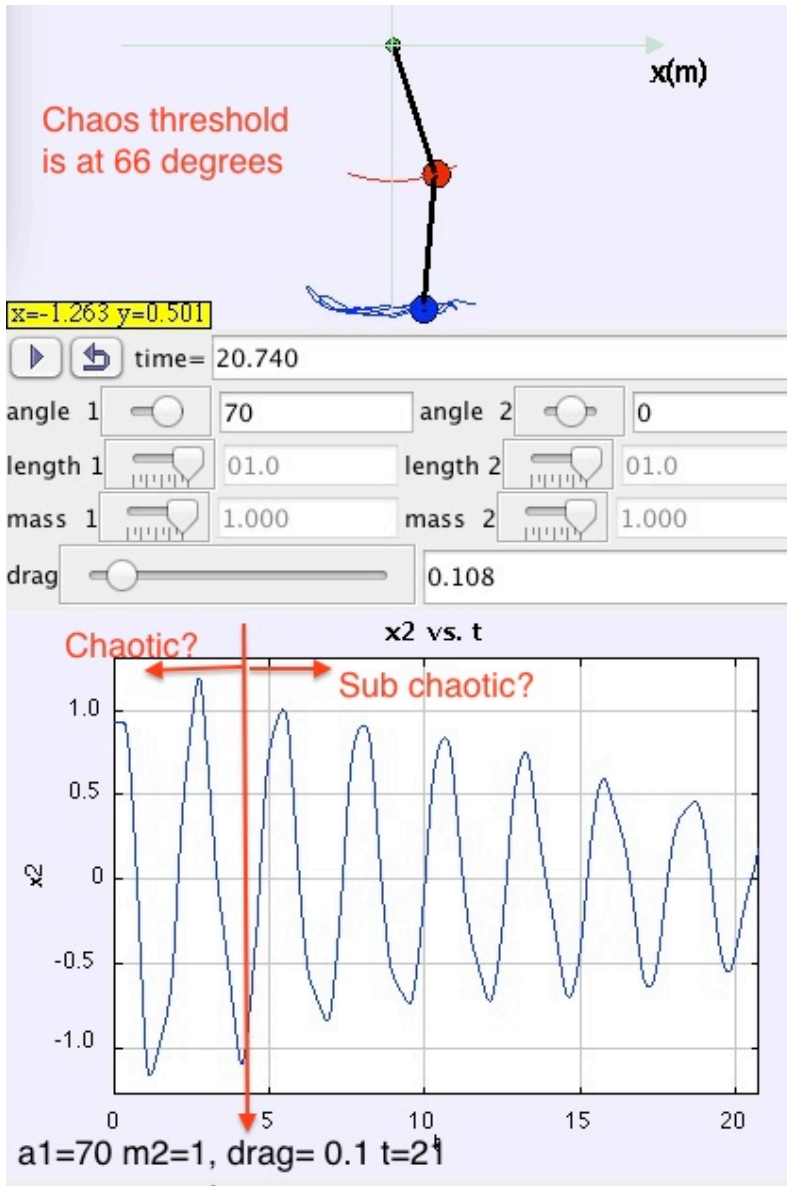 x(m)
Chaos threshold
is at 66 degrees
x=-1.263 y=0.501
time= 20.740
angle 1 70 angle 2 0
length 1 01.0 length 2 01.0
mass 1 1.000 mass 2 1.000
drag 0.108
x2 vs. t
Chaotic?
Sub chaotic?
1.0
0.5
0
-0.5
-1.0
x2
0 5 10 15 20
t
a1=70 m2=1, drag= 0.1 t=21